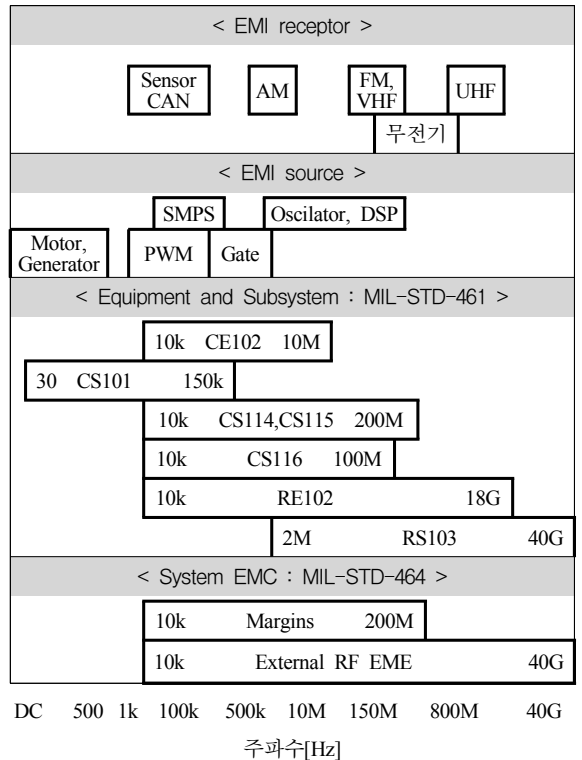 < EMI receptor >
Sensor CAN
AM
FM, VHF
UHF
무전기
< EMI source >
SMPS
Oscilator, DSP
Motor, Generator
PWM
Gate
< Equipment and Subsystem : MIL-STD-461 >
10k CE102 10M
30 CS101 150k
10k CS114,CS115 200M
10k CS116 100M
10k RE102 18G
2M RS103 40G
< System EMC : MIL-STD-464 >
10k Margins 200M
10k External RF EME 40G
DC 500 1k 100k 500k 10M 150M 800M 40G
주파수[Hz]